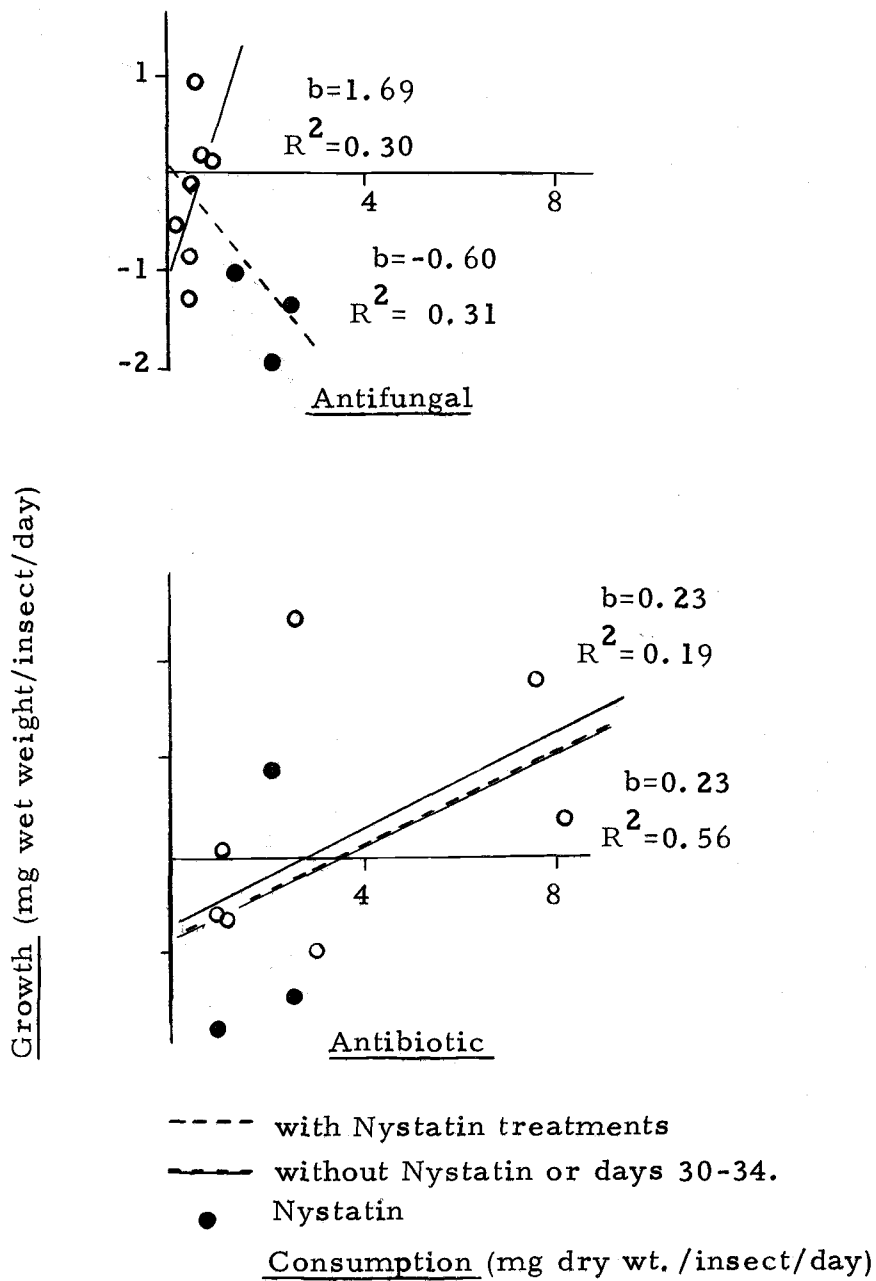 1
b=1.69
R2=0.30
4 8
-1
b=-0.60
R2= 0.31
-2
Antifungal
Growth (mg wet weight/insect/day)
b=0.23
R2=0.19
b=0.23
R2=0.56
4 8
Antibiotic
with Nystatin treatments
without Nystatin or days 30-34.
Nystatin
Consumption (mg dry wt./insect/day)